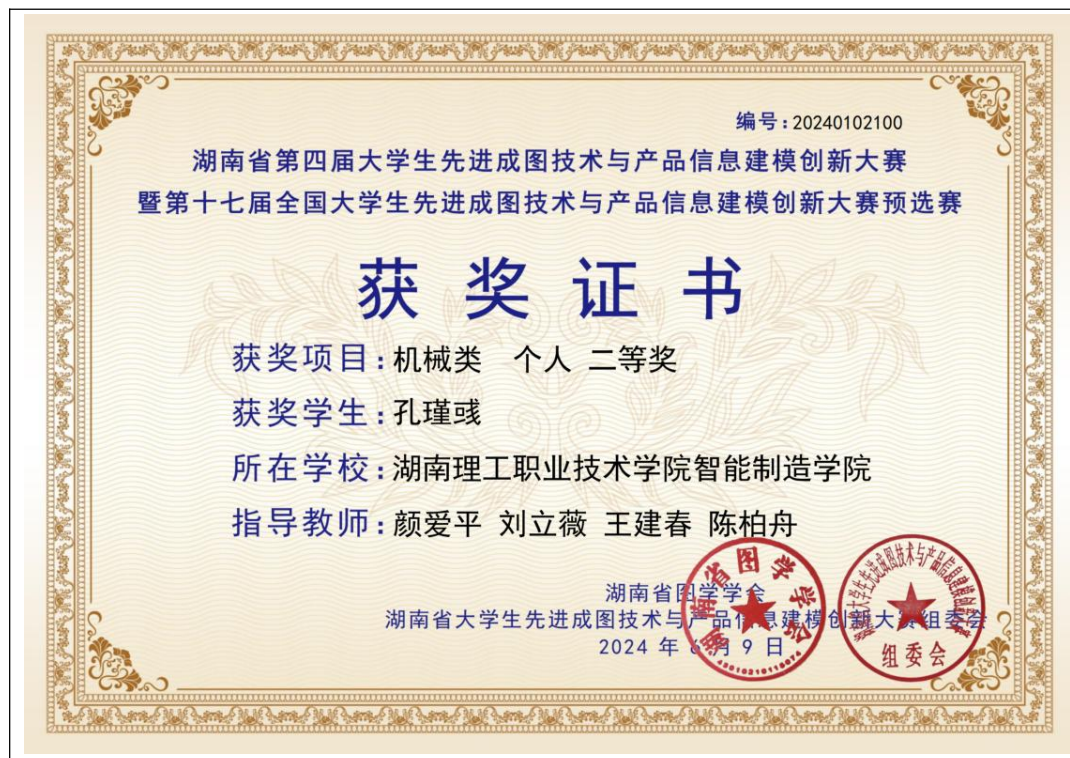 编号:20240102100
湖南省第四届大学生先进成图技术与产品信息建模创新大赛
暨第十七届全国大学生先进成图技术与产品信息建模创新大赛预选赛
获奖证书
获奖项目:机械类 个人 二等奖
获奖学生:孔瑾彧
所在学校:湖南理工职业技术学院智能制造学院
指导教师:颜爱平 刘立薇 王建春 陈柏舟
湖南省图学学会
湖南省大学生先进成图技术与产品信息建模创新大赛组委会
2024 年 6 月 9 日
湖南省图学学会
组委会